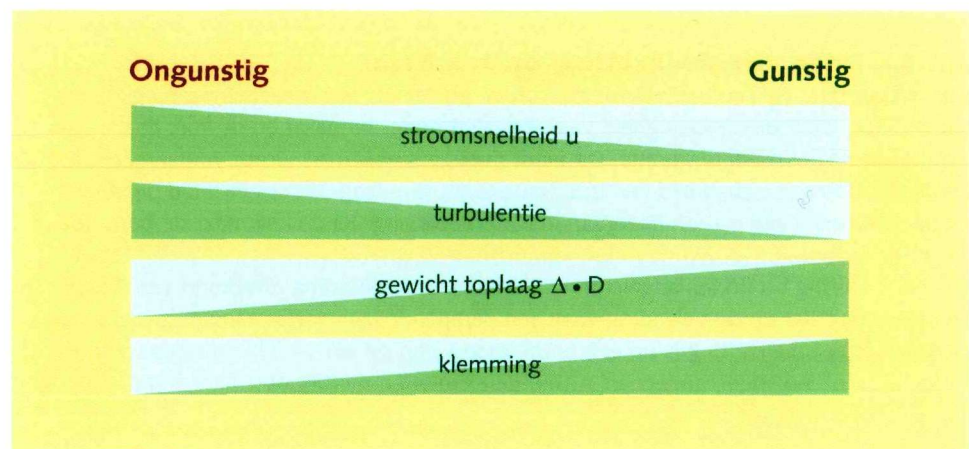 Ongunstig Gunstig
stroomsnelheid u
turbulentie
gewicht toplaag Δ • D
klemming